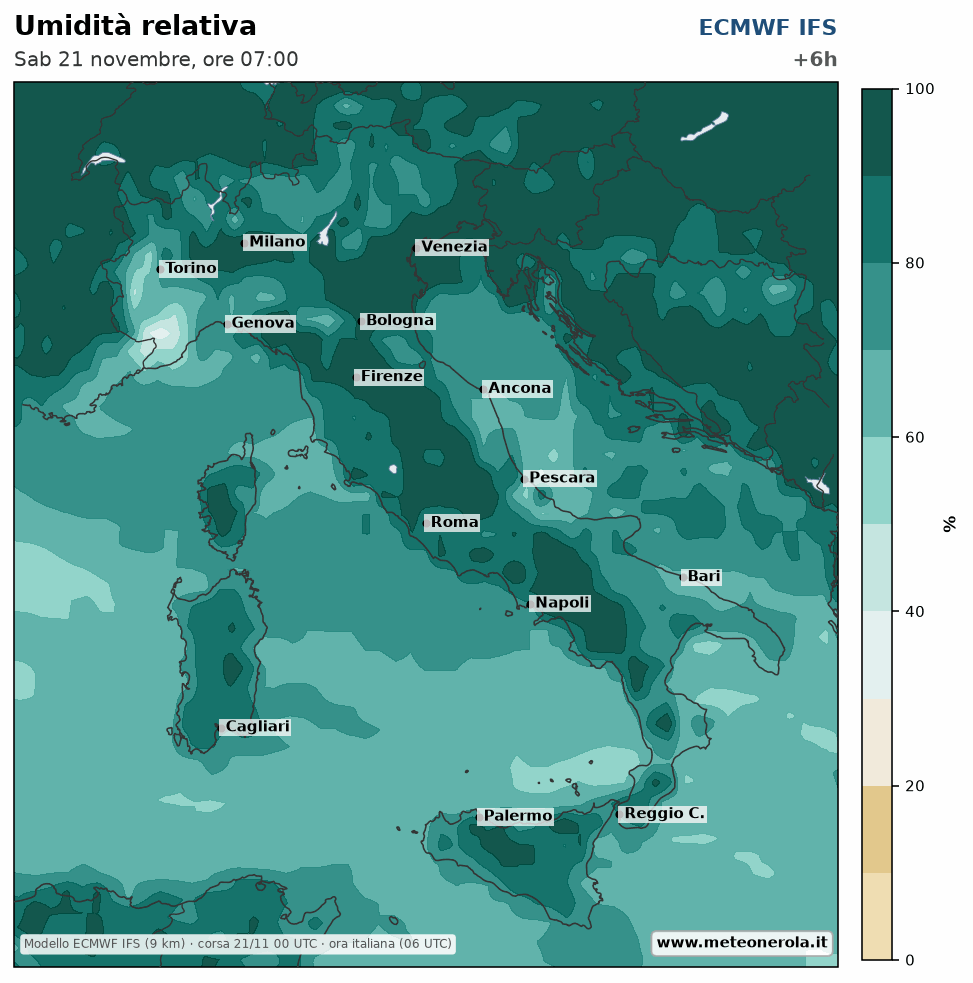 Umidità relativa
ECMWF IFS
Sab 21 novembre, ore 07:00
+6h
100
80
60
40
20
0
%
Milano
Venezia
Torino
Genova
Bologna
Firenze
Ancona
Pescara
Roma
Bari
Napoli
Cagliari
Palermo
Reggio C.
Modello ECMWF IFS (9 km) · corsa 21/11 00 UTC · ora italiana (06 UTC)
www.meteonerola.it